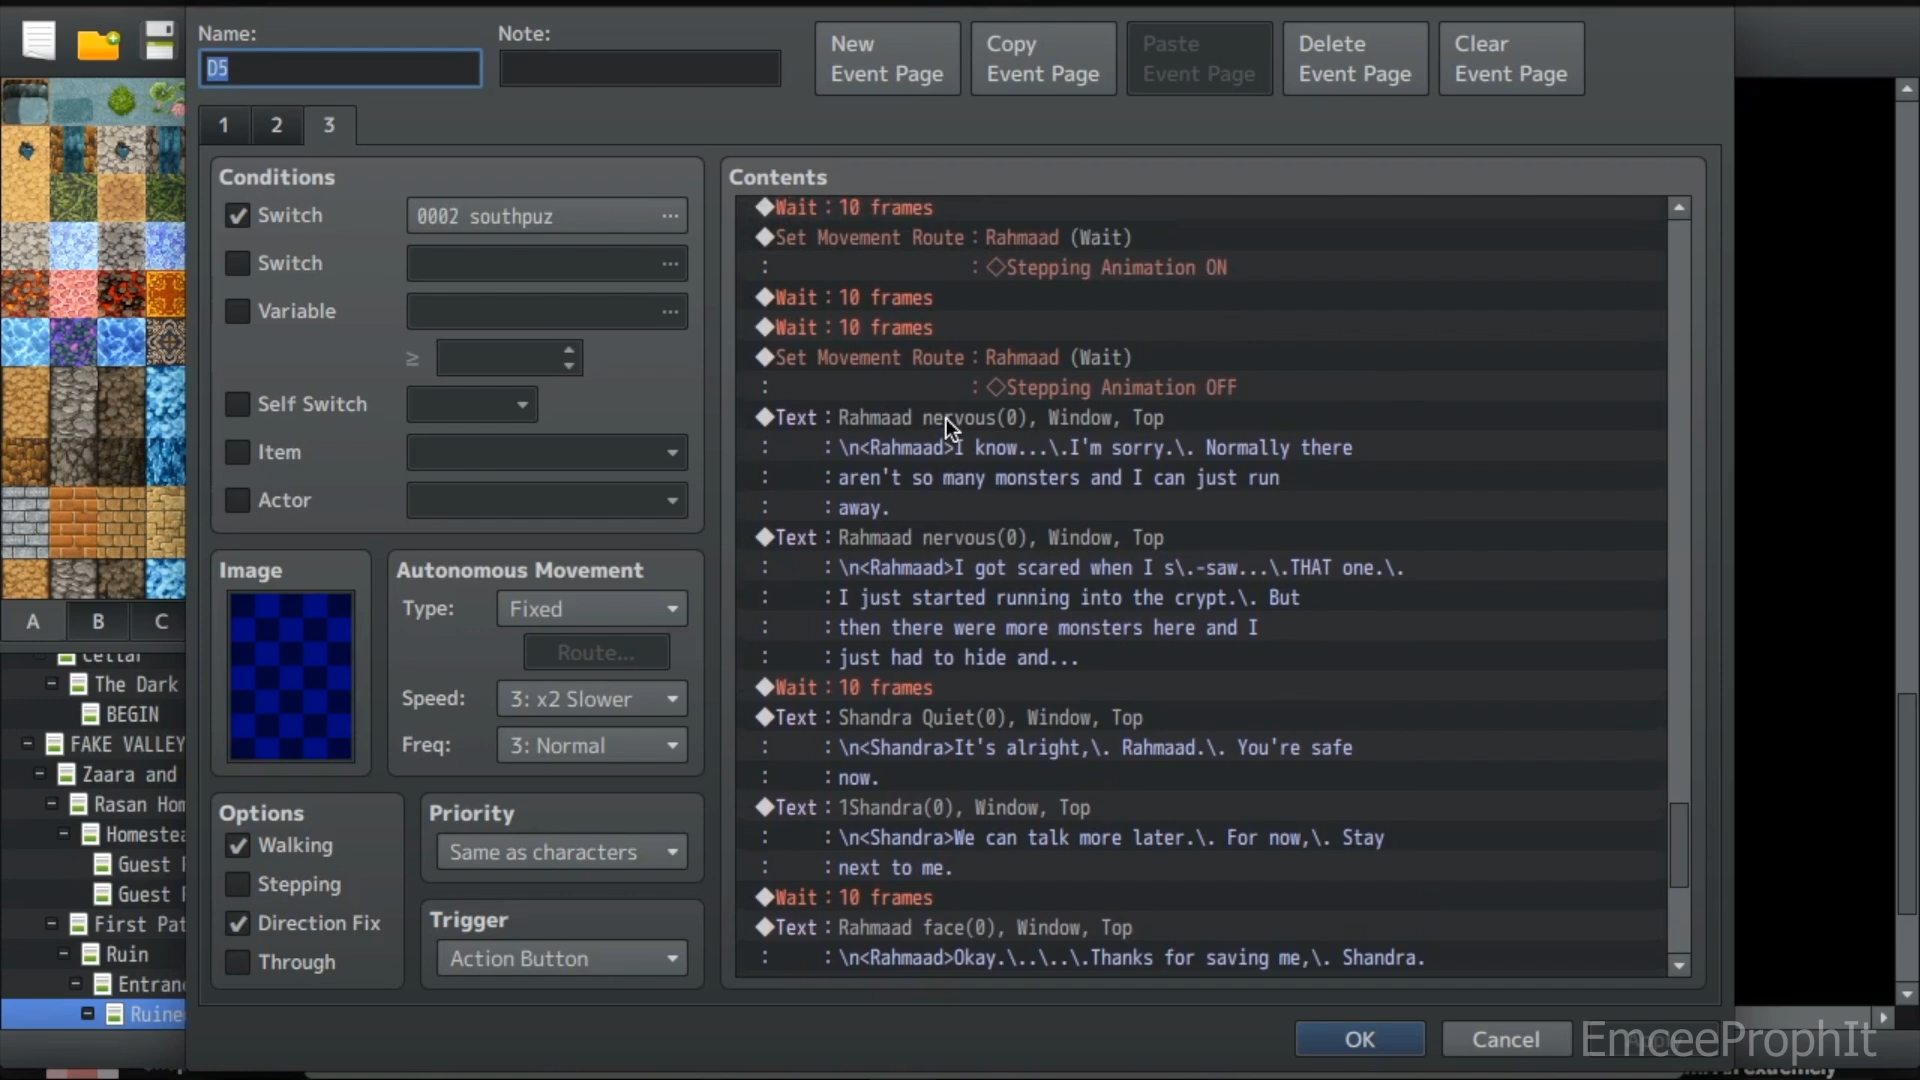 Name:
Note:
D5
New
Event Page
Copy
Event Page
Paste
Event Page
Delete
Event Page
Clear
Event Page
1
2
3
Conditions
Switch
0002 southpuz
...
Switch
...
Variable
...
≥
Self Switch
Item
Actor
Image
Autonomous Movement
Type:
Fixed
Route...
Speed:
3: x2 Slower
Freq:
3: Normal
Options
Walking
Stepping
Direction Fix
Through
Priority
Same as characters
Trigger
Action Button
Contents
◆Wait：10 frames
◆Set Movement Route：Rahmaad (Wait)
：　：◇Stepping Animation ON
◆Wait：10 frames
◆Wait：10 frames
◆Set Movement Route：Rahmaad (Wait)
：　：◇Stepping Animation OFF
◆Text：Rahmaad nervous(0), Window, Top
：　：\n<Rahmaad>I know...\.I'm sorry.\. Normally there
：　：aren't so many monsters and I can just run
：　：away.
◆Text：Rahmaad nervous(0), Window, Top
：　：\n<Rahmaad>I got scared when I s\.-saw...\.THAT one.\.
：　：I just started running into the crypt.\. But
：　：then there were more monsters here and I
：　：just had to hide and...
◆Wait：10 frames
◆Text：Shandra Quiet(0), Window, Top
：　：\n<Shandra>It's alright,\. Rahmaad.\. You're safe
：　：now.
◆Text：1Shandra(0), Window, Top
：　：\n<Shandra>We can talk more later.\. For now,\. Stay
：　：next to me.
◆Wait：10 frames
◆Text：Rahmaad face(0), Window, Top
：　：\n<Rahmaad>Okay.\..\..\.Thanks for saving me,\. Shandra.
A
B
C
Cellar
The Dark
BEGIN
FAKE VALLEY
Zaara and
Rasan Hom
Homestea
Guest
Guest
First Pat
Ruin
Entran
Ruine
OK
Cancel
EmceeProphIt